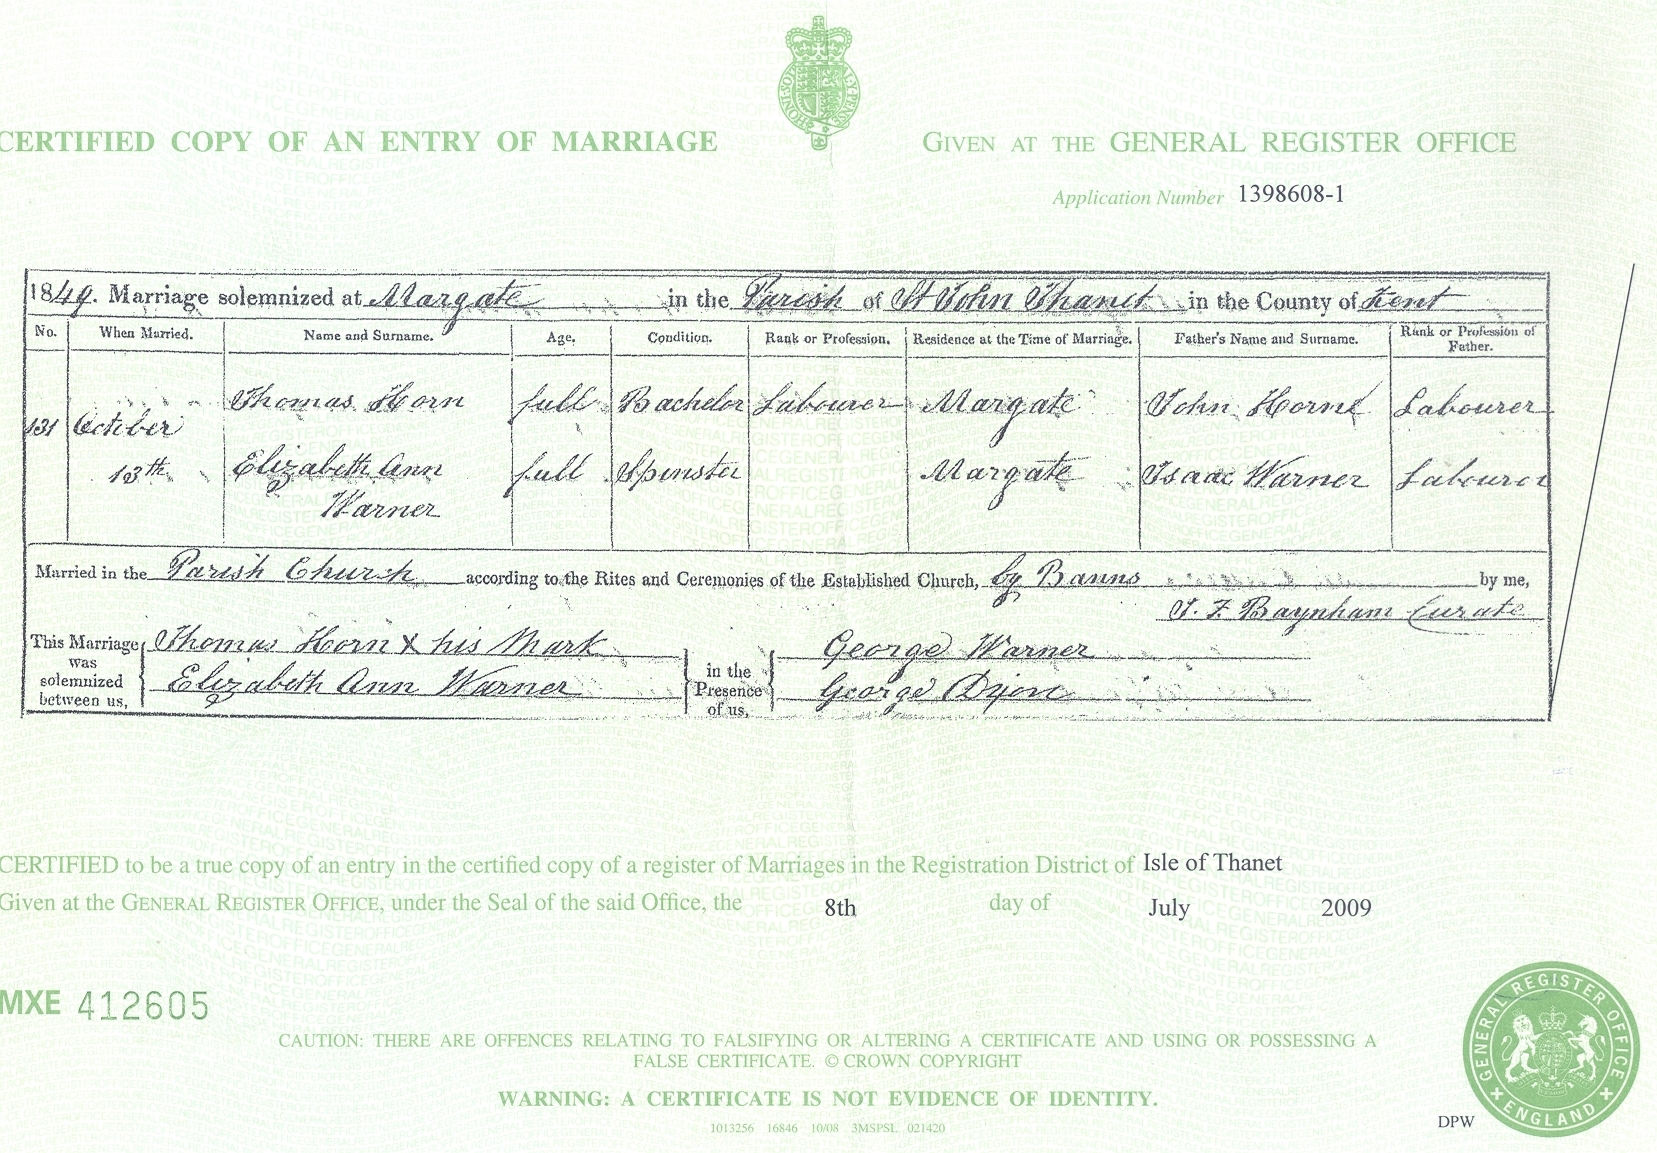 CERTIFIED COPY OF AN ENTRY OF MARRIAGE
GIVEN AT THE GENERAL REGISTER OFFICE
Application Number 1398608-1
1849. Marriage solemnized at Margate in the Parish of St John Thanet in the County of Kent
No. When Married. Name and Surname. Age. Condition. Rank or Profession. Residence at the Time of Marriage. Father's Name and Surname. Rank or Profession of Father.
131 October 13th
Thomas Horn full Bachelor Labourer Margate John Horne Labourer
Elizabeth Ann Warner full Spinster Margate Isaac Warner Labourer
Married in the Parish Church according to the Rites and Ceremonies of the Established Church, by Banns by me,
J. F. Baynham Curate
This Marriage was solemnized between us, Thomas Horn X his Mark
Elizabeth Ann Warner
in the Presence of us, George Warner
George Dixon
CERTIFIED to be a true copy of an entry in the certified copy of a register of Marriages in the Registration District of Isle of Thanet
Given at the GENERAL REGISTER OFFICE, under the Seal of the said Office, the 8th day of July 2009
MXE 412605
CAUTION: THERE ARE OFFENCES RELATING TO FALSIFYING OR ALTERING A CERTIFICATE AND USING OR POSSESSING A
FALSE CERTIFICATE. © CROWN COPYRIGHT
WARNING: A CERTIFICATE IS NOT EVIDENCE OF IDENTITY.
1013256 16846 10/08 3MSPSL 021420
DPW
GENERAL REGISTER OFFICE
ENGLAND